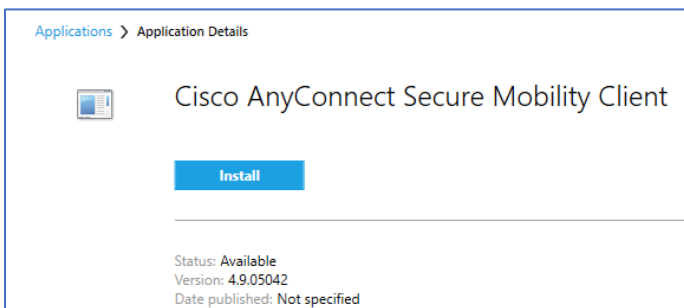 Applications > Application Details
Cisco AnyConnect Secure Mobility Client
Install
Status: Available
Version: 4.9.05042
Date published: Not specified